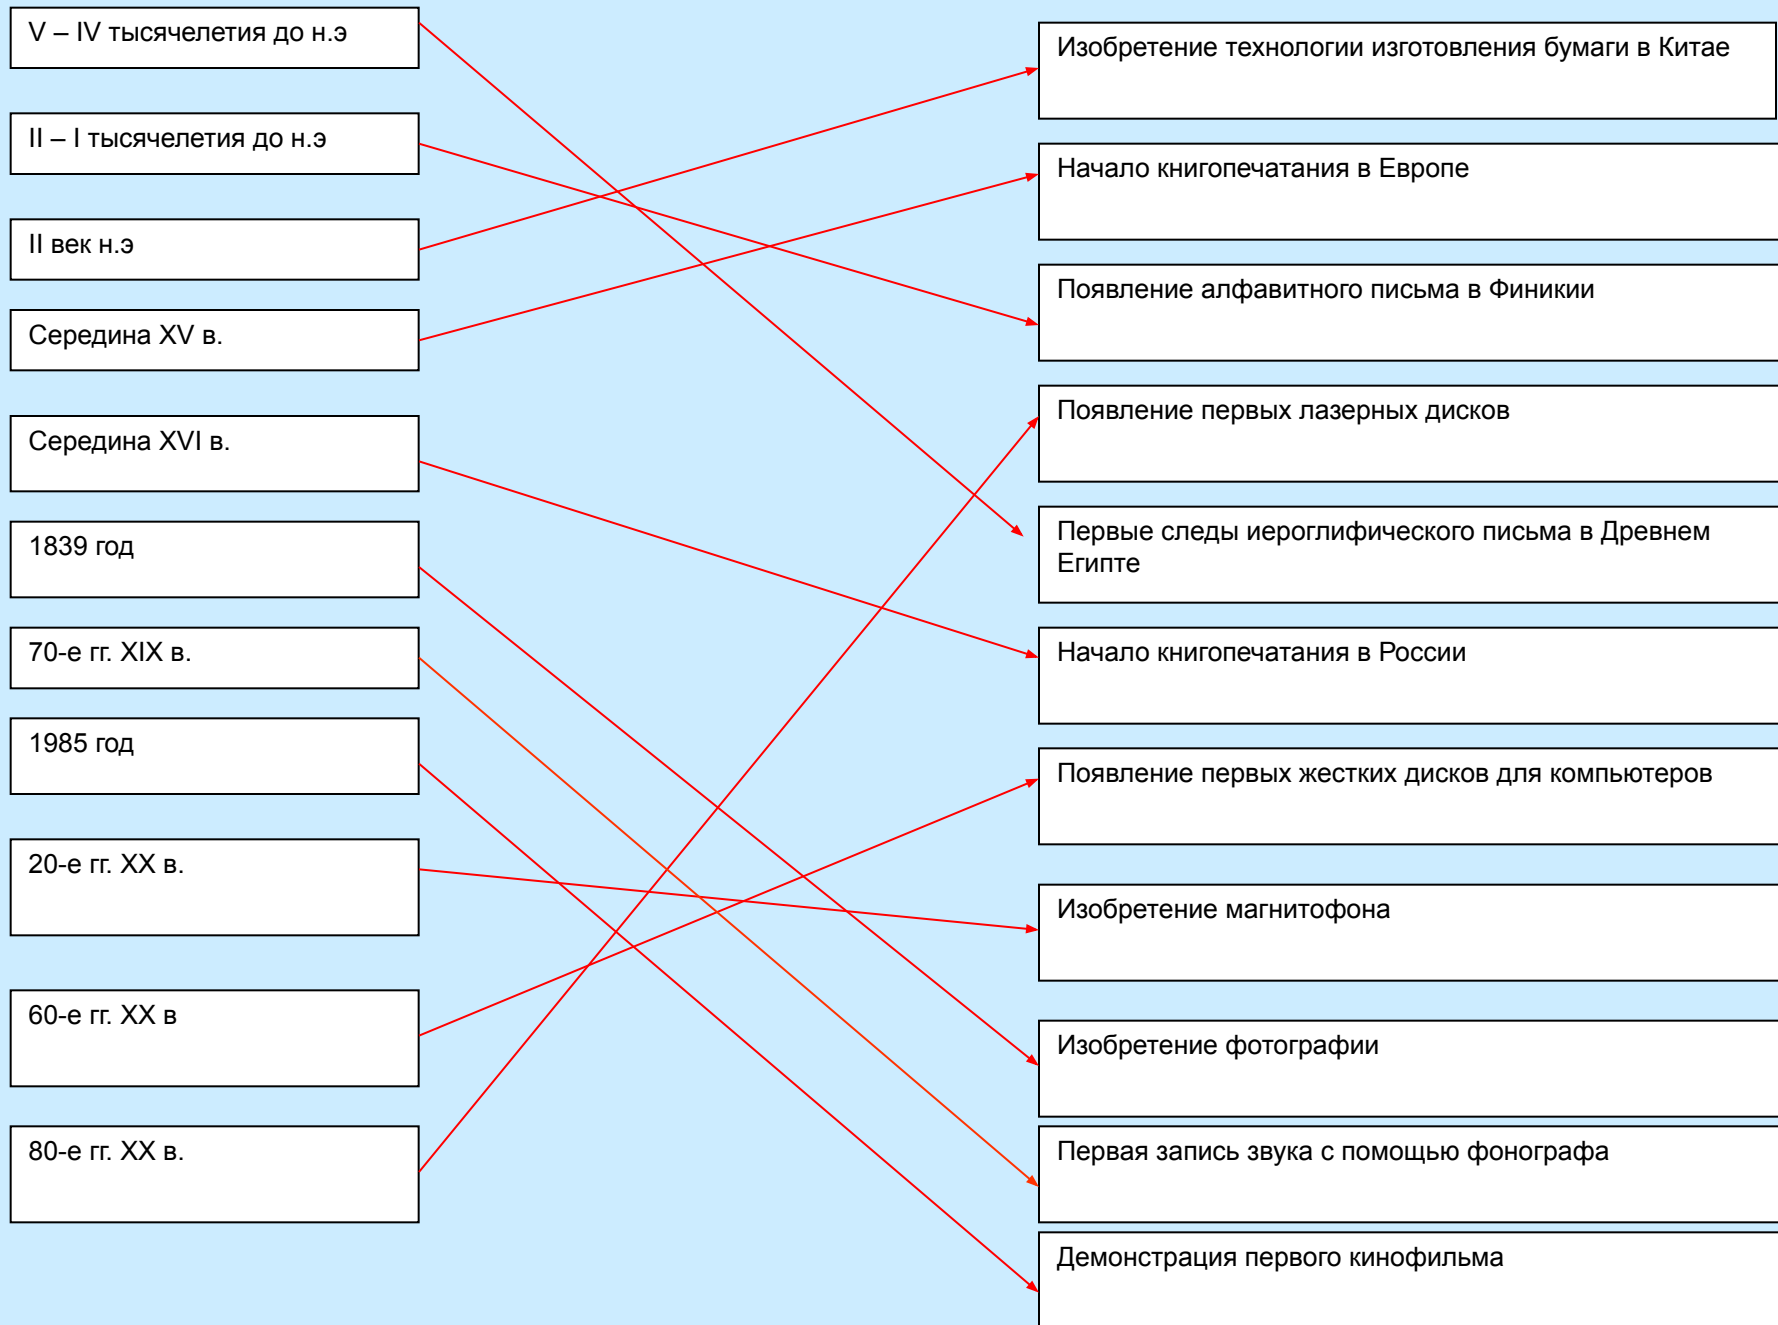 V – IV тысячелетия до н.э
II – I тысячелетия до н.э
II век н.э
Середина XV в.
Середина XVI в.
1839 год
70-е гг. XIX в.
1985 год
20-е гг. XX в.
60-е гг. XX в
80-е гг. XX в.
Изобретение технологии изготовления бумаги в Китае
Начало книгопечатания в Европе
Появление алфавитного письма в Финикии
Появление первых лазерных дисков
Первые следы иероглифического письма в Древнем
Египте
Начало книгопечатания в России
Появление первых жестких дисков для компьютеров
Изобретение магнитофона
Изобретение фотографии
Первая запись звука с помощью фонографа
Демонстрация первого кинофильма